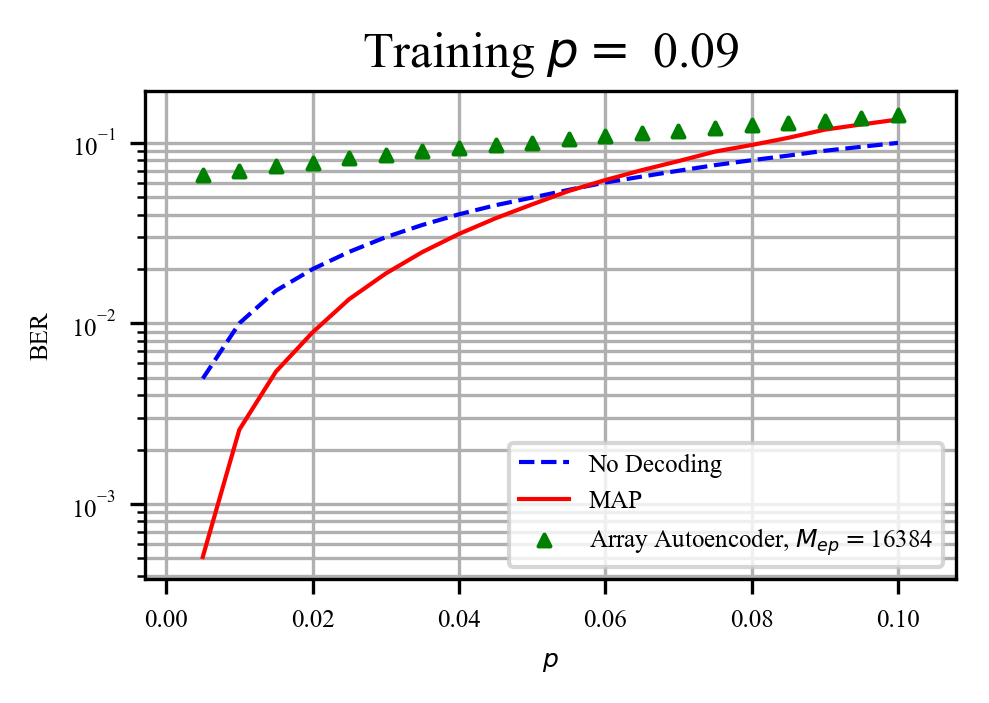 Training p = 0.09
BER
10⁻¹
10⁻²
10⁻³
No Decoding
MAP
Array Autoencoder, Mₑₚ = 16384
0.00 0.02 0.04 0.06 0.08 0.10
p